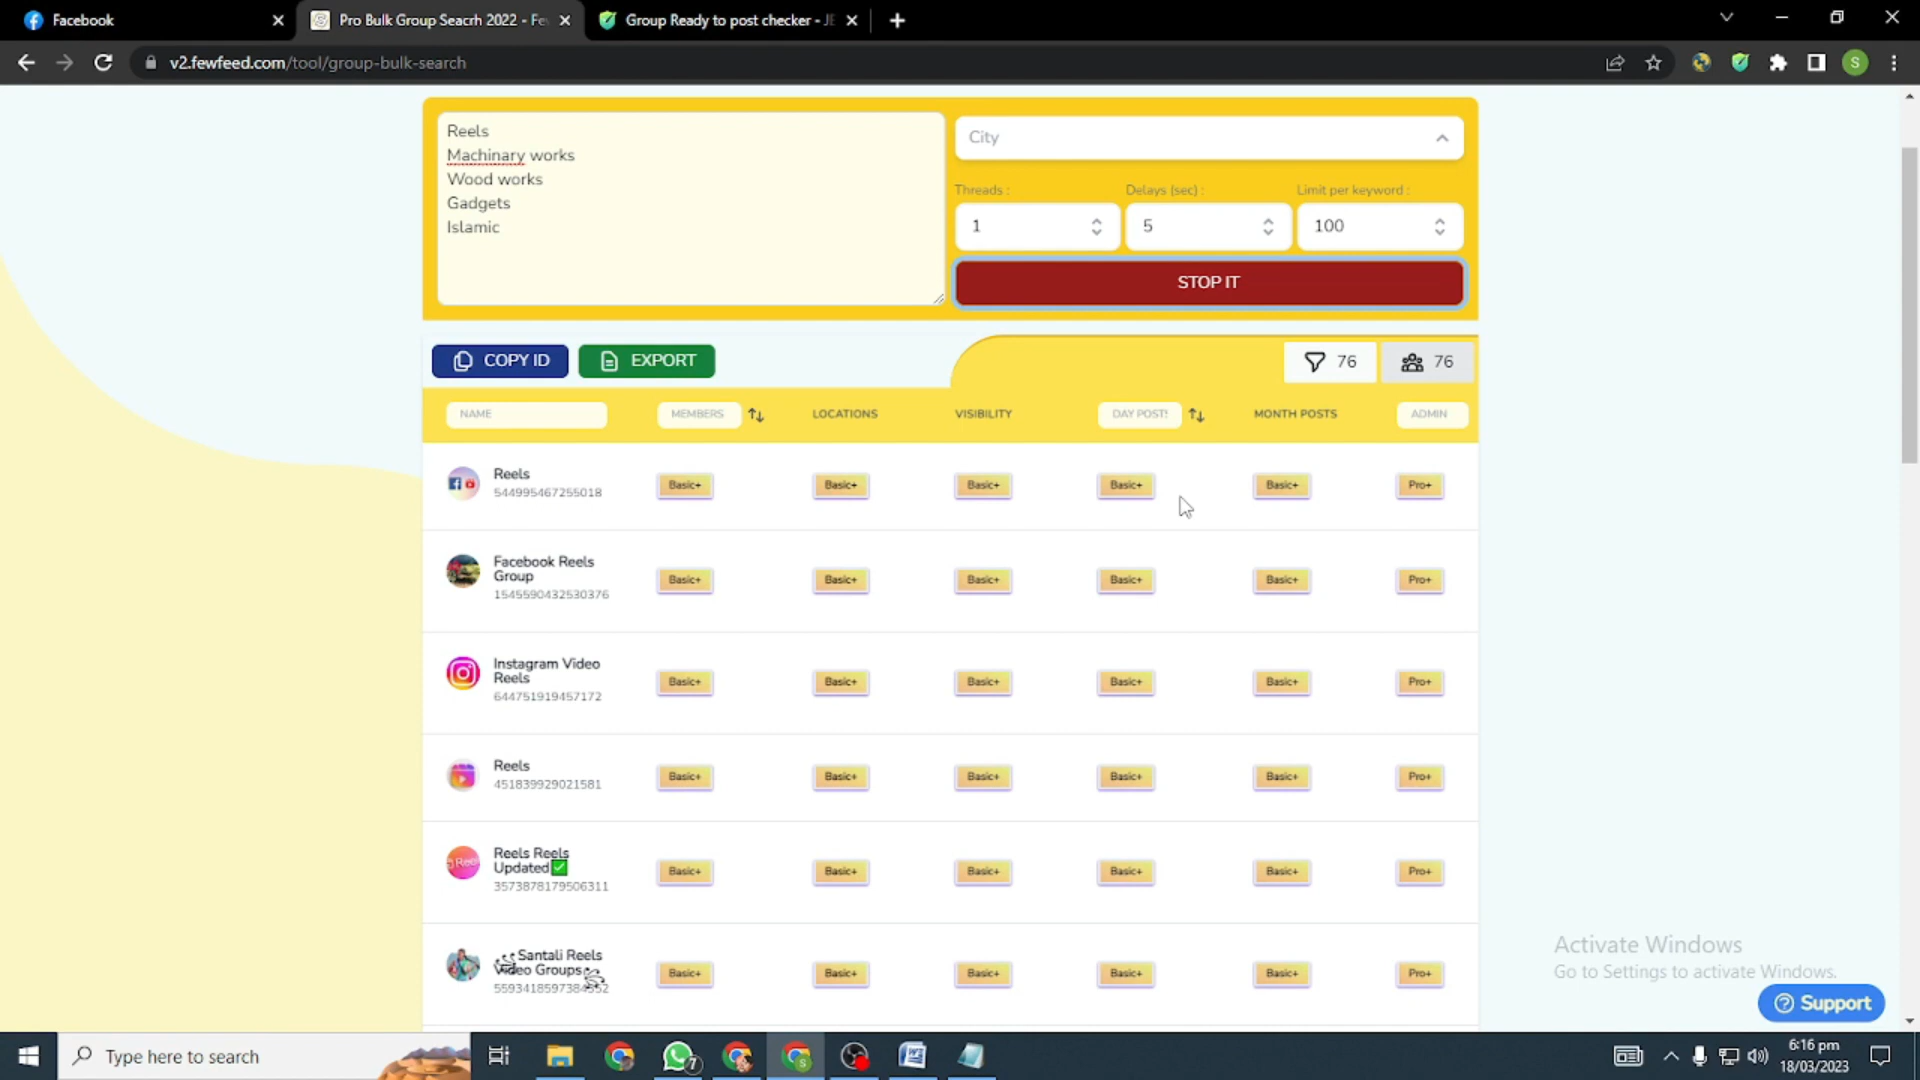 Facebook
Pro Bulk Group Seacrh 2022 - Few
Group Ready to post checker - JE
v2.fewfeed.com/tool/group-bulk-search
S
Reels
Machinary works
Wood works
Gadgets
Islamic
City
Threads :
Delays (sec) :
Limit per keyword :
1
5
100
STOP IT
COPY ID
EXPORT
76
76
NAME
MEMBERS
LOCATIONS
VISIBILITY
DAY POSTS
MONTH POSTS
ADMIN
Reels
544995467255018
Basic+
Basic+
Basic+
Basic+
Basic+
Pro+
Facebook Reels
Group
1545590432530376
Basic+
Basic+
Basic+
Basic+
Basic+
Pro+
Instagram Video
Reels
644751919457172
Basic+
Basic+
Basic+
Basic+
Basic+
Pro+
Reels
451839929021581
Basic+
Basic+
Basic+
Basic+
Basic+
Pro+
Reels Reels
Updated✅
3573878179506311
Basic+
Basic+
Basic+
Basic+
Basic+
Pro+
Santali Reels
Video Groups
Basic+
Basic+
Basic+
Basic+
Basic+
Pro+
Activate Windows
Go to Settings to activate Windows.
Support
Type here to search
7
S
6:16 pm
18/03/2023